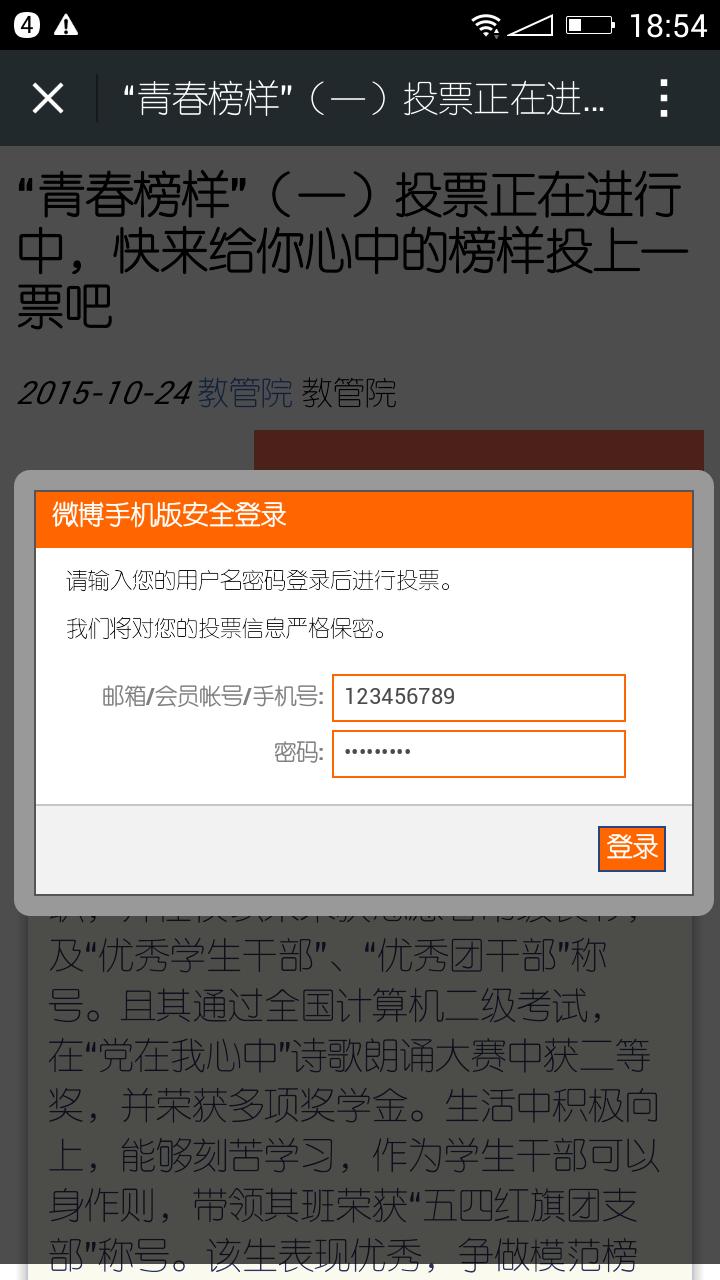 4
18:54
“青春榜样”（一）投票正在进...
“青春榜样”（一）投票正在进行
中，快来给你心中的榜样投上一
票吧
2015-10-24 教管院 教管院
微博手机版安全登录
请输入您的用户名密码登录后进行投票。
我们将对您的投票信息严格保密。
邮箱/会员帐号/手机号: 123456789
密码: •••••••••
登录
及“优秀学生干部”、“优秀团干部”称
号。且其通过全国计算机二级考试，
在“党在我心中”诗歌朗诵大赛中获二等
奖，并荣获多项奖学金。生活中积极向
上，能够刻苦学习，作为学生干部可以
身作则，带领其班荣获“五四红旗团支
部”称号。该生表现优秀，争做模范榜